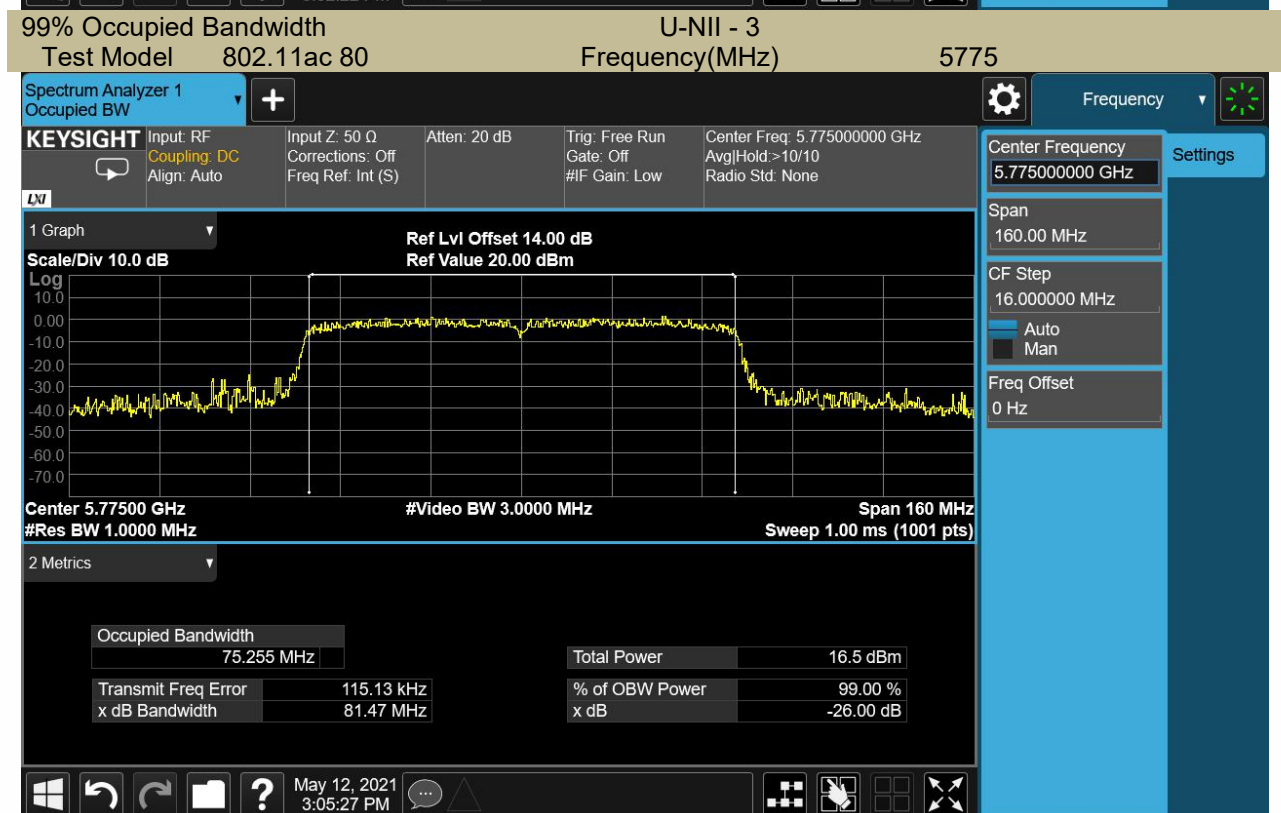 99% Occupied Bandwidth U-NII - 3
Test Model 802.11ac 80 Frequency(MHz) 5775
Spectrum Analyzer 1
Occupied BW
+
Frequency
KEYSIGHT
LXI
Input: RF
Coupling: DC
Align: Auto
Input Z: 50 Ω
Corrections: Off
Freq Ref: Int (S)
Atten: 20 dB
Trig: Free Run
Gate: Off
#IF Gain: Low
Center Freq: 5.775000000 GHz
Avg|Hold:>10/10
Radio Std: None
Center Frequency
5.775000000 GHz
Settings
Span
160.00 MHz
CF Step
16.000000 MHz
Auto
Man
Freq Offset
0 Hz
1 Graph
Scale/Div 10.0 dB
Ref Lvl Offset 14.00 dB
Ref Value 20.00 dBm
Log
10.0
0.00
-10.0
-20.0
-30.0
-40.0
-50.0
-60.0
-70.0
Center 5.77500 GHz #Video BW 3.0000 MHz Span 160 MHz
#Res BW 1.0000 MHz Sweep 1.00 ms (1001 pts)
2 Metrics
Occupied Bandwidth
75.255 MHz Total Power 16.5 dBm
Transmit Freq Error 115.13 kHz % of OBW Power 99.00 %
x dB Bandwidth 81.47 MHz x dB -26.00 dB
?
May 12, 2021
3:05:27 PM